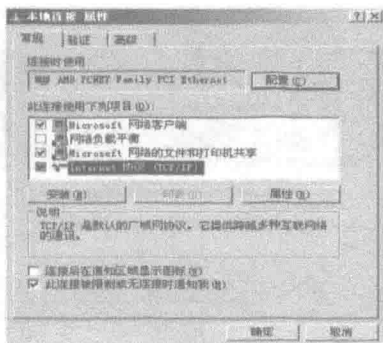 本地连接 属性
常规 验证 高级
连接时使用:
AMD PCNET Family PCI Ethernet
配置(C)...
此连接使用下列项目(O):
Microsoft 网络客户端
网络负载平衡
Microsoft 网络的文件和打印机共享
Internet 协议 (TCP/IP)
安装(N)... 卸载(U) 属性(R)
说明
TCP/IP 是默认的广域网协议。它提供跨越多种互联网络的通讯。
连接后在通知区域显示图标(W)
此连接被限制或无连接时通知我(M)
确定 取消